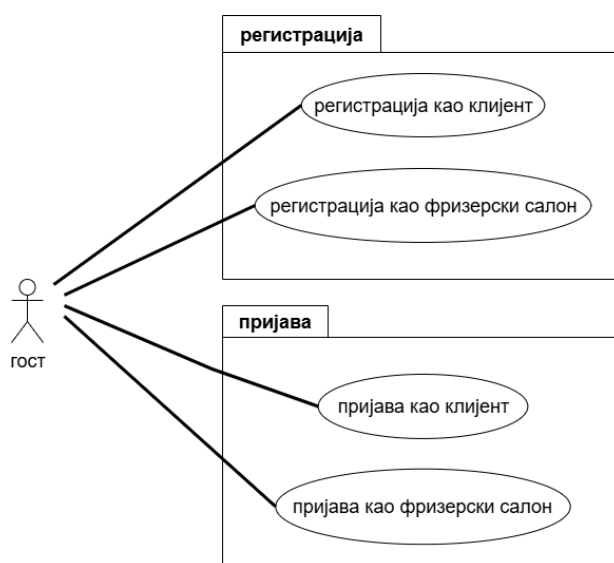 регистрација
регистрација као клијент
регистрација као фризерски салон
гост
пријава
пријава као клијент
пријава као фризерски салон